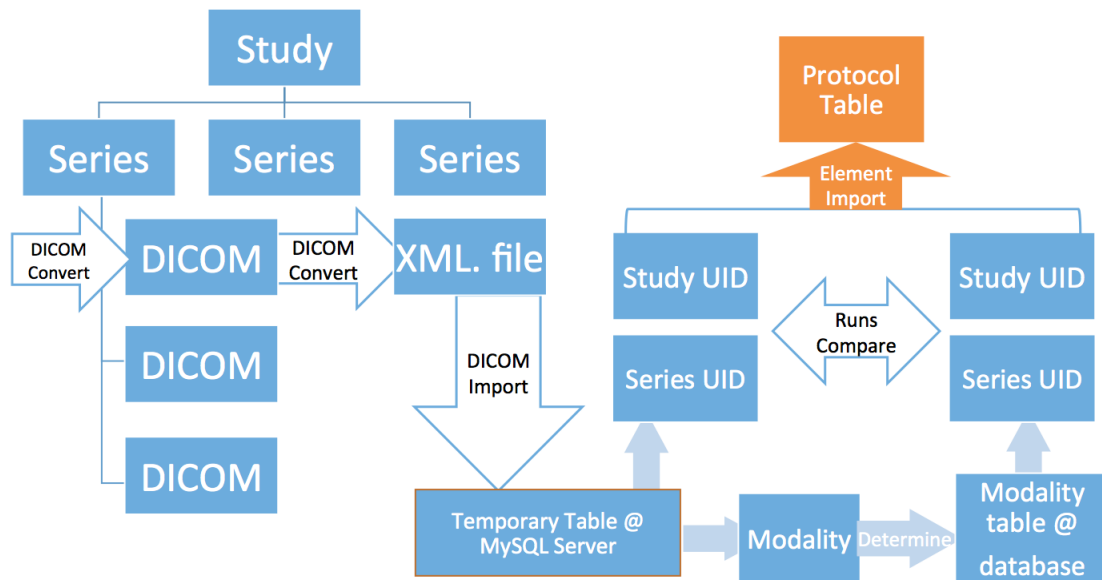 Study
Series
Series
Series
DICOM
Convert
DICOM
DICOM
Convert
XML. file
DICOM
DICOM
DICOM
Import
Temporary Table @
MySQL Server
Modality
Determine
Modality
table @
database
Study UID
Series UID
Runs
Compare
Study UID
Series UID
Element
Import
Protocol
Table